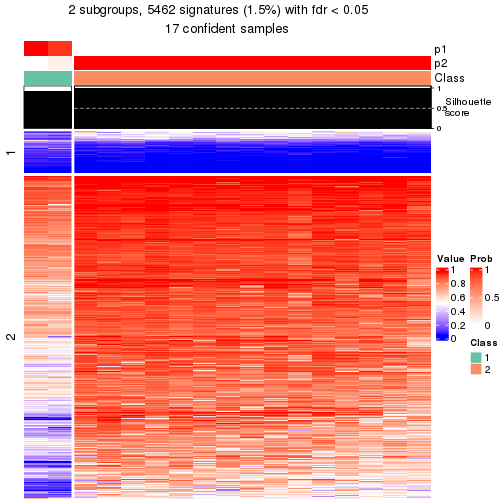 2 subgroups, 5462 signatures (1.5%) with fdr < 0.05
17 confident samples
p1
p2
Class
1
0.5
0
Silhouette
score
1
2
Value
1
0.8
0.6
0.4
0.2
0
Prob
1
0.5
0
Class
1
2